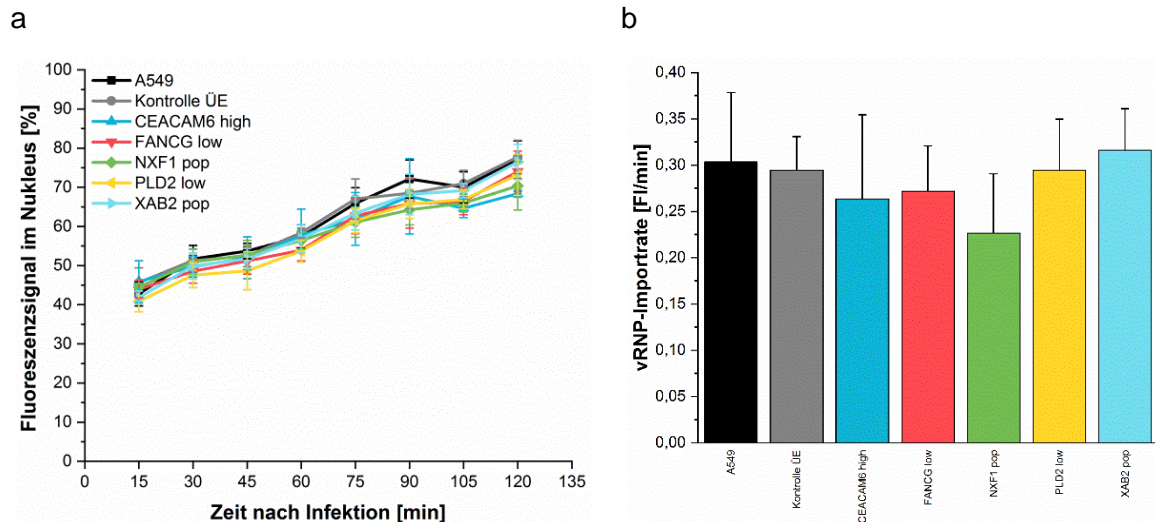 a
b
100
90
80
70
60
50
40
30
20
10
0
Fluoreszenzsignal im Nukleus [%]
A549
Kontrolle ÜE
CEACAM6 high
FANCG low
NXF1 pop
PLD2 low
XAB2 pop
0
15
30
45
60
75
90
105
120
135
Zeit nach Infektion [min]
0,40
0,35
0,30
0,25
0,20
0,15
0,10
0,05
0,00
vRNP-Importrate [FI/min]
A549
Kontrolle ÜE
CEACAM6 high
FANCG low
NXF1 pop
PLD2 low
XAB2 pop